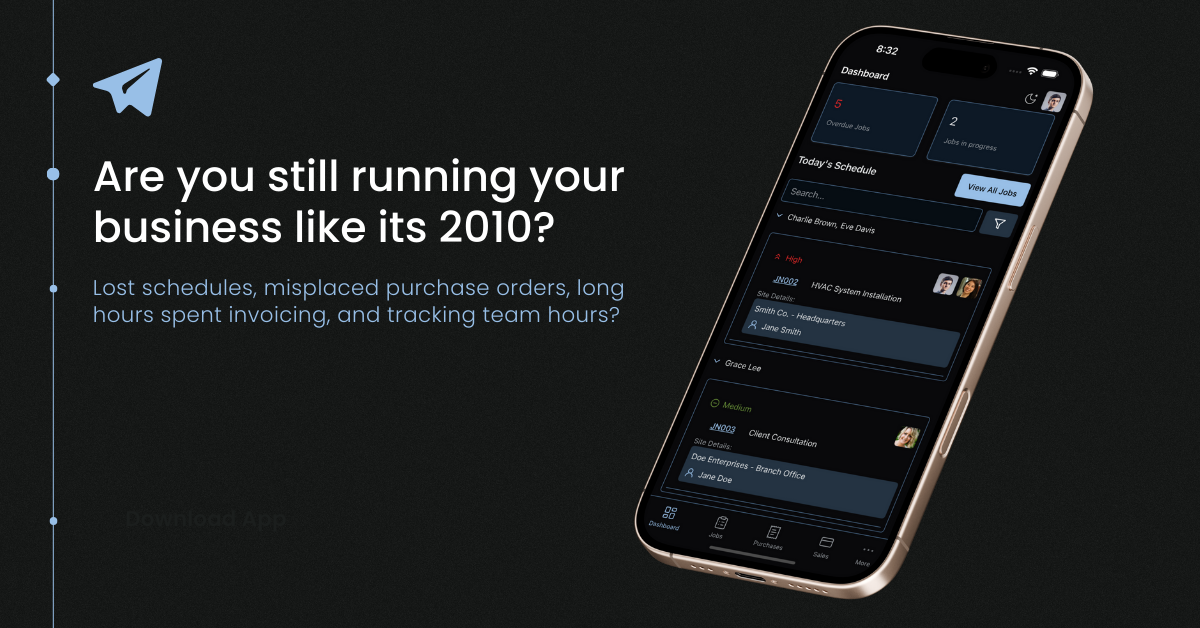 Are you still running your
business like its 2010?
Lost schedules, misplaced purchase orders, long
hours spent invoicing, and tracking team hours?
Download App
8:32
Dashboard
5
Overdue Jobs
2
Jobs in progress
Today's Schedule
View All Jobs
Search...
Charlie Brown, Eve Davis
High
JN002 HVAC System Installation
Site Details:
Smith Co. - Headquarters
Jane Smith
Grace Lee
Medium
JN003 Client Consultation
Site Details:
Doe Enterprises - Branch Office
Jane Doe
Dashboard Jobs Purchases Sales More